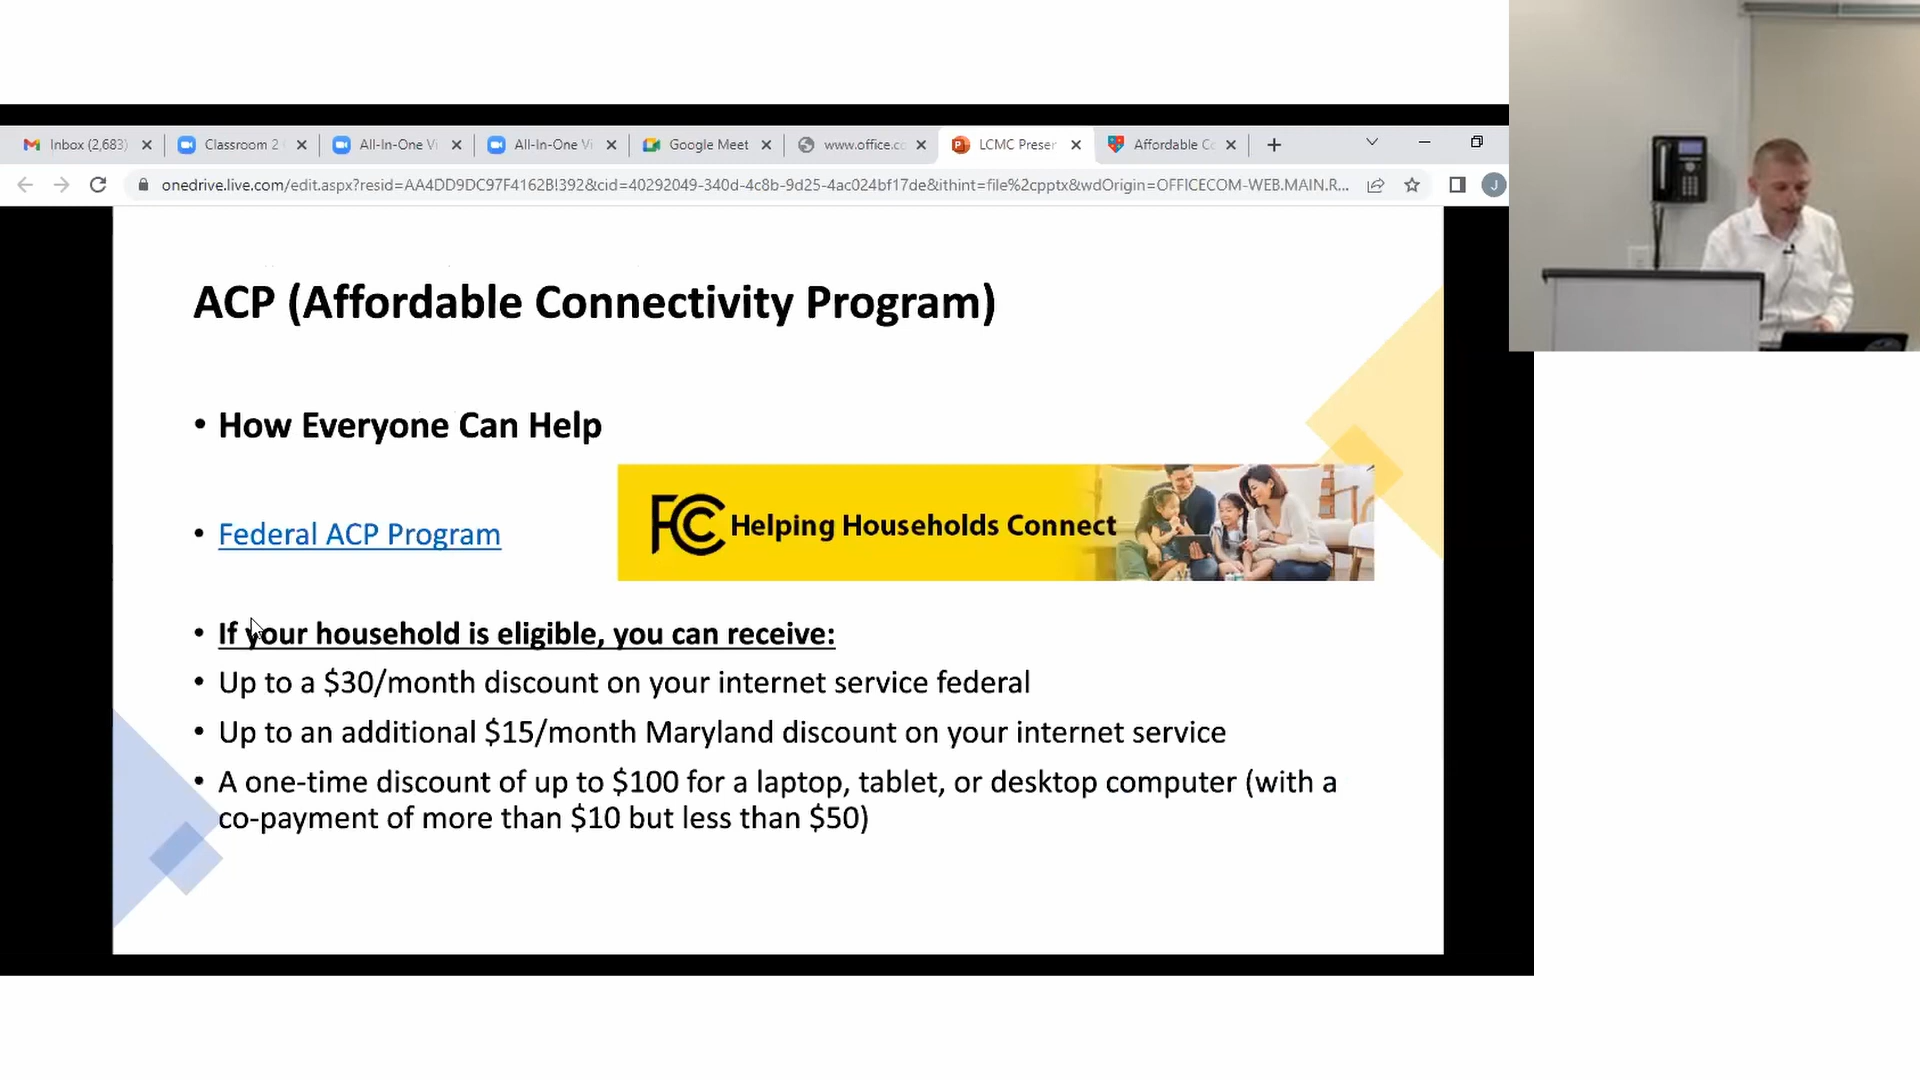 Inbox (2,683)
Classroom 2
All-In-One Vi
All-In-One Vi
Google Meet
www.office.co
LCMC Preser
Affordable Co
onedrive.live.com/edit.aspx?resid=AA4DD9DC97F4162B!392&cid=40292049-340d-4c8b-9d25-4ac024bf17de&ithint=file%2cpptx&wdOrigin=OFFICECOM-WEB.MAIN.R...
J
ACP (Affordable Connectivity Program)
• How Everyone Can Help
FCC Helping Households Connect
• Federal ACP Program
• If your household is eligible, you can receive:
• Up to a $30/month discount on your internet service federal
• Up to an additional $15/month Maryland discount on your internet service
• A one-time discount of up to $100 for a laptop, tablet, or desktop computer (with a
co-payment of more than $10 but less than $50)